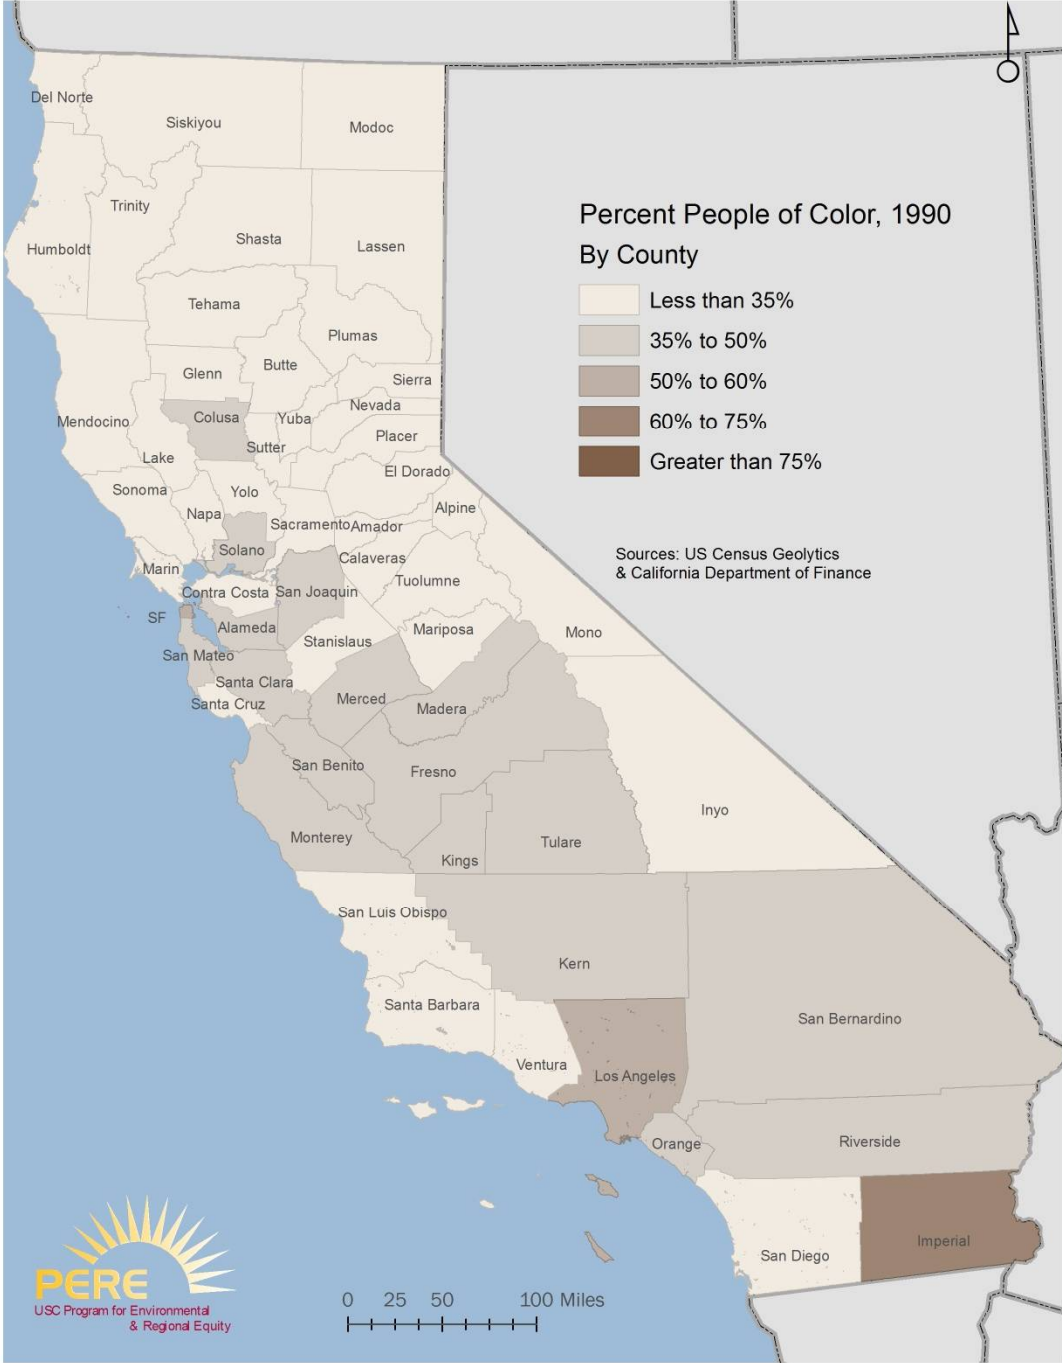 Del Norte
Siskiyou
Modoc
Trinity
Humboldt
Shasta
Lassen
Percent People of Color, 1990
By County
Less than 35%
35% to 50%
50% to 60%
60% to 75%
Greater than 75%
Sources: US Census Geolytics
& California Department of Finance
Tehama
Plumas
Butte
Glenn
Sierra
Nevada
Mendocino
Colusa
Yuba
Placer
Sutter
Lake
El Dorado
Sonoma
Yolo
Napa
Alpine
Sacramento
Amador
Solano
Calaveras
Marin
Tuolumne
Contra Costa
San Joaquin
SF
Alameda
Mariposa
Mono
Stanislaus
San Mateo
Santa Clara
Santa Cruz
Merced
Madera
San Benito
Fresno
Inyo
Monterey
Tulare
Kings
San Luis Obispo
Kern
Santa Barbara
San Bernardino
Ventura
Los Angeles
Orange
Riverside
San Diego
Imperial
PERE
USC Program for Environmental
& Regional Equity
0 25 50 100 Miles